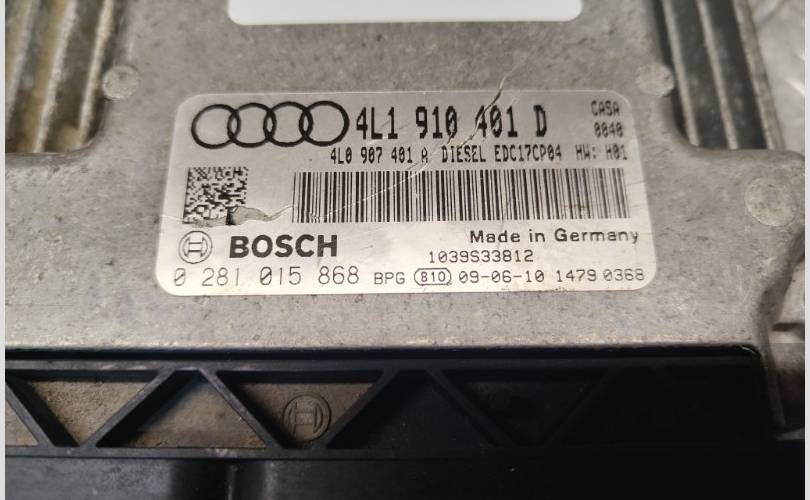 4L1 910 401 D CASA
0040
4L0 907 401 A DIESEL EDC17CP04 HW: H01
BOSCH Made in Germany
1039S33812
0 281 015 868 BPG 810 09-06-10 1479 0368